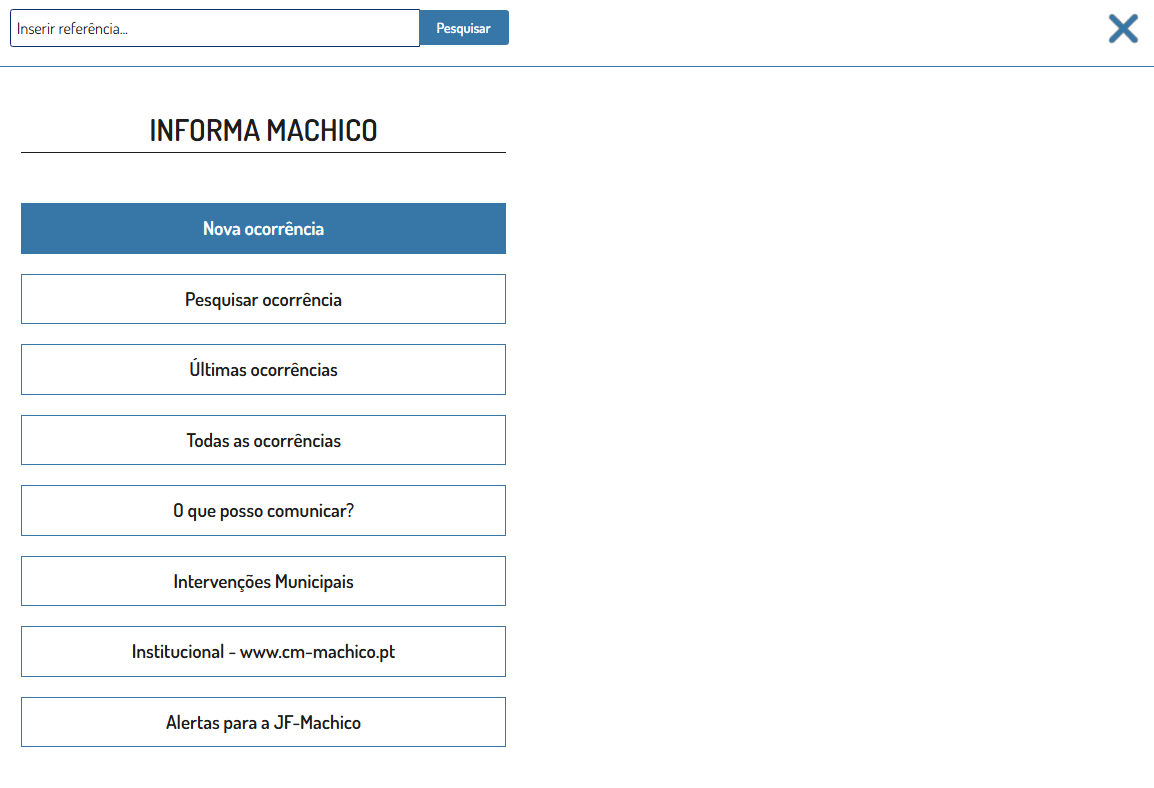 Inserir referência...
Pesquisar
INFORMA MACHICO
Nova ocorrência
Pesquisar ocorrência
Últimas ocorrências
Todas as ocorrências
O que posso comunicar?
Intervenções Municipais
Institucional - www.cm-machico.pt
Alertas para a JF-Machico